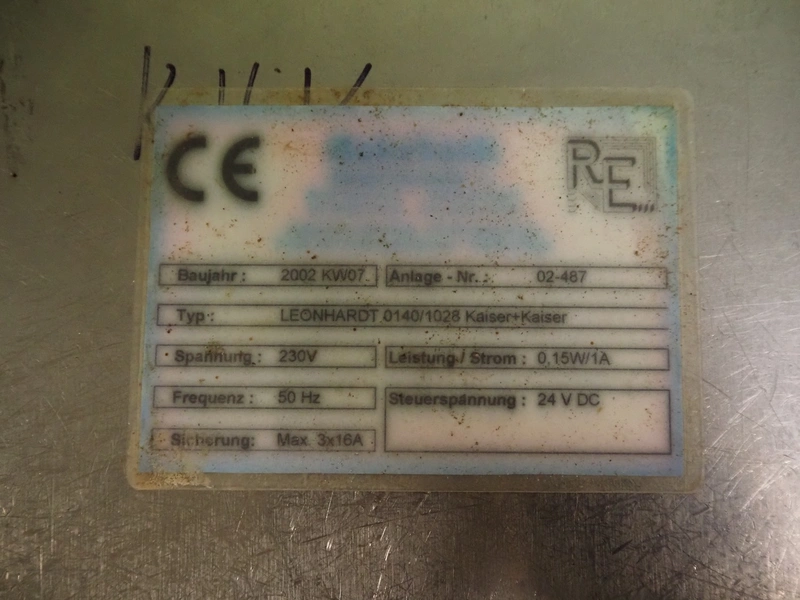 CE
RE
Baujahr : 2002 KW07 Anlage - Nr. : 02-487
Typ : LEONHARDT 0140/1028 Kaiser+Kaiser
Spannung : 230V Leistung / Strom : 0,15W/1A
Frequenz : 50 Hz Steuerspannung : 24 V DC
Sicherung: Max. 3x16A